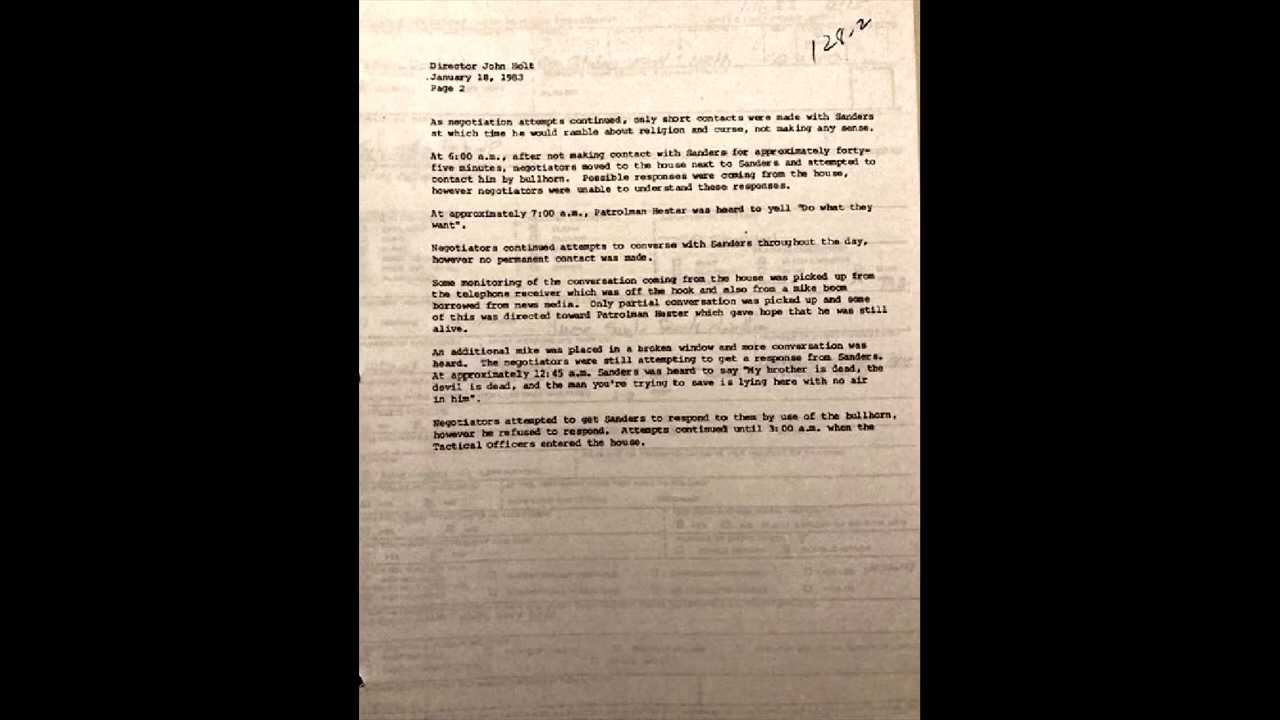 128.2
Director John Holt
January 18, 1983
Page 2
As negotiation attempts continued, only short contacts were made with Sanders
at which time he would ramble about religion and curse, not making any sense.
At 6:00 a.m., after not making contact with Sanders for approximately forty-
five minutes, negotiators moved to the house next to Sanders and attempted to
contact him by bullhorn. Possible responses were coming from the house,
however negotiators were unable to understand these responses.
At approximately 7:00 a.m., Patrolman Hester was heard to yell "Do what they
want".
Negotiators continued attempts to converse with Sanders throughout the day,
however no permanent contact was made.
Some monitoring of the conversation coming from the house was picked up from
the telephone receiver which was off the hook and also from a mike boom
borrowed from news media. Only partial conversation was picked up and some
of this was directed toward Patrolman Hester which gave hope that he was still
alive.
An additional mike was placed in a broken window and more conversation was
heard. The negotiators were still attempting to get a response from Sanders.
At approximately 12:45 a.m. Sanders was heard to say "My brother is dead, the
devil is dead, and the man you're trying to save is lying here with no air
in him".
Negotiators attempted to get Sanders to respond to them by use of the bullhorn,
however he refused to respond. Attempts continued until 3:00 a.m. when the
Tactical Officers entered the house.